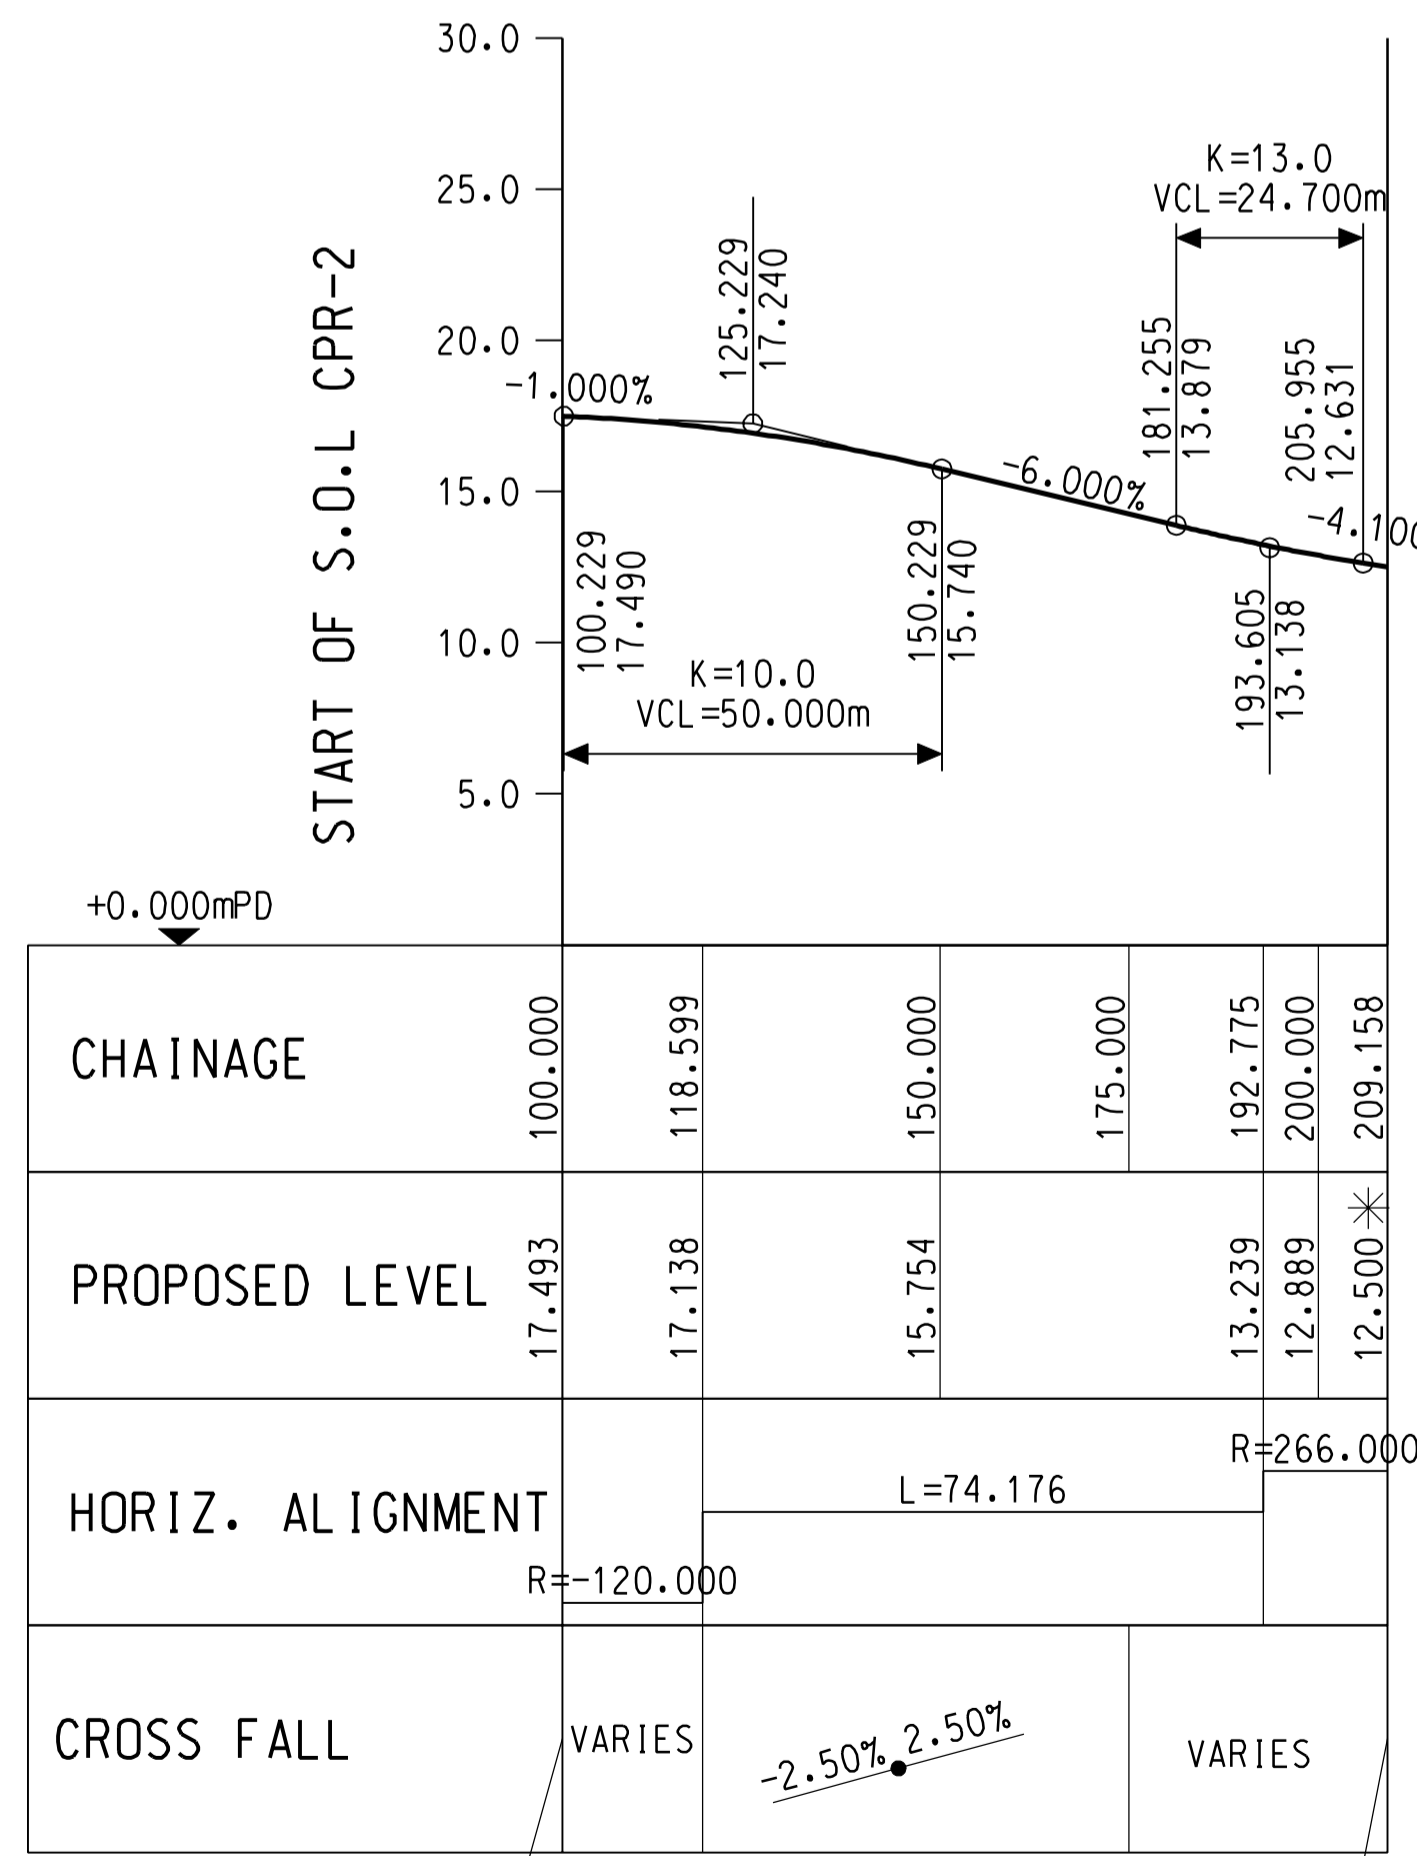 30.0
25.0
20.0
15.0
10.0
5.0
START OF S.O.L CPR-2
K=13.0
VCL=24.700m
125.229
17.240
181.255
13.879
205.955
12.631
-1.000%
-6.000%
-4.100
100.229
17.490
150.229
15.740
193.605
13.138
K=10.0
VCL=50.000m
+0.000mPD
CHAINAGE
100.000
118.599
150.000
175.000
192.775
200.000
209.158
PROPOSED LEVEL
17.493
17.138
15.754
13.239
12.889
12.500*
HORIZ. ALIGNMENT
R=-120.000
L=74.176
R=266.000
CROSS FALL
VARIES
-2.50% 2.50%
VARIES